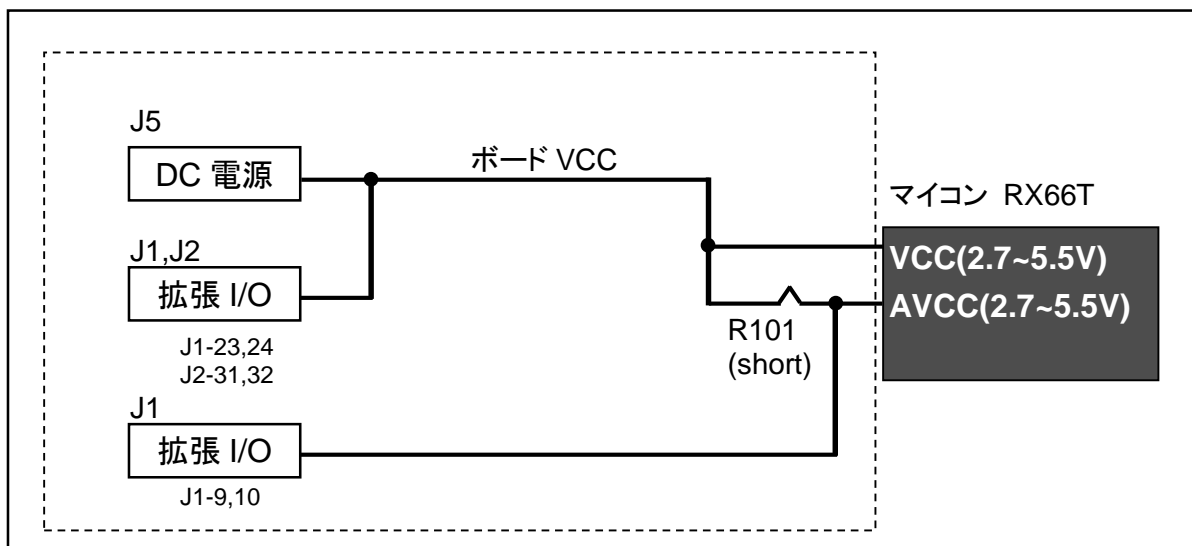 J5
DC 電源
ボード VCC
マイコン RX66T
J1,J2
拡張 I/O
VCC(2.7~5.5V)
AVCC(2.7~5.5V)
J1-23,24
J2-31,32
R101
(short)
J1
拡張 I/O
J1-9,10